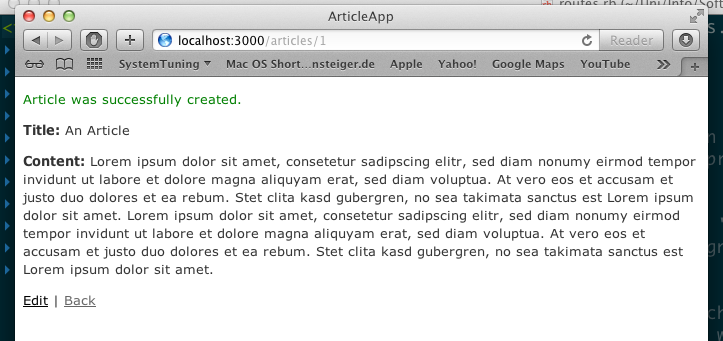 routes.rb (~/Uni/Info/Soft
ArticleApp
localhost:3000/articles/1
Reader
SystemTuning Mac OS Short...nsteiger.de Apple Yahoo! Google Maps YouTube
Article was successfully created.
Title: An Article
Content: Lorem ipsum dolor sit amet, consetetur sadipscing elitr, sed diam nonumy eirmod tempor
invidunt ut labore et dolore magna aliquyam erat, sed diam voluptua. At vero eos et accusam et
justo duo dolores et ea rebum. Stet clita kasd gubergren, no sea takimata sanctus est Lorem ipsum
dolor sit amet. Lorem ipsum dolor sit amet, consetetur sadipscing elitr, sed diam nonumy eirmod
tempor invidunt ut labore et dolore magna aliquyam erat, sed diam voluptua. At vero eos et
accusam et justo duo dolores et ea rebum. Stet clita kasd gubergren, no sea takimata sanctus est
Lorem ipsum dolor sit amet.
Edit | Back